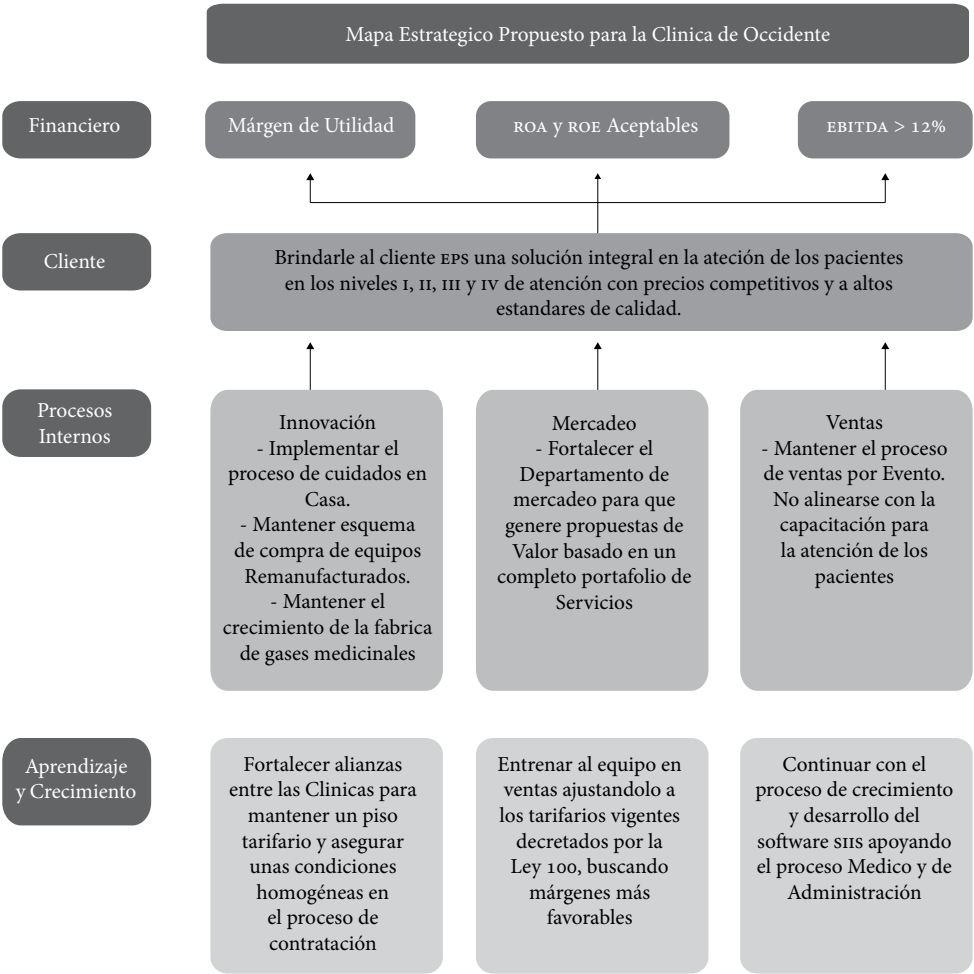 Mapa Estrategico Propuesto para la Clinica de Occidente
Financiero
Márgen de Utilidad
ROA y ROE Aceptables
EBITDA > 12%
Cliente
Brindarle al cliente EPS una solución integral en la ateción de los pacientes
en los niveles I, II, III y IV de atención con precios competitivos y a altos
estandares de calidad.
Procesos
Internos
Innovación
- Implementar el
proceso de cuidados en
Casa.
- Mantener esquema
de compra de equipos
Remanufacturados.
- Mantener el
crecimiento de la fabrica
de gases medicinales
Mercadeo
- Fortalecer el
Departamento de
mercadeo para que
genere propuestas de
Valor basado en un
completo portafolio de
Servicios
Ventas
- Mantener el proceso
de ventas por Evento.
No alinearse con la
capacitación para
la atención de los
pacientes
Aprendizaje
y Crecimiento
Fortalecer alianzas
entre las Clinicas para
mantener un piso
tarifario y asegurar
unas condiciones
homogéneas en
el proceso de
contratación
Entrenar al equipo en
ventas ajustandolo a
los tarifarios vigentes
decretados por la
Ley 100, buscando
márgenes más
favorables
Continuar con el
proceso de crecimiento
y desarrollo del
software SIIS apoyando
el proceso Medico y de
Administración